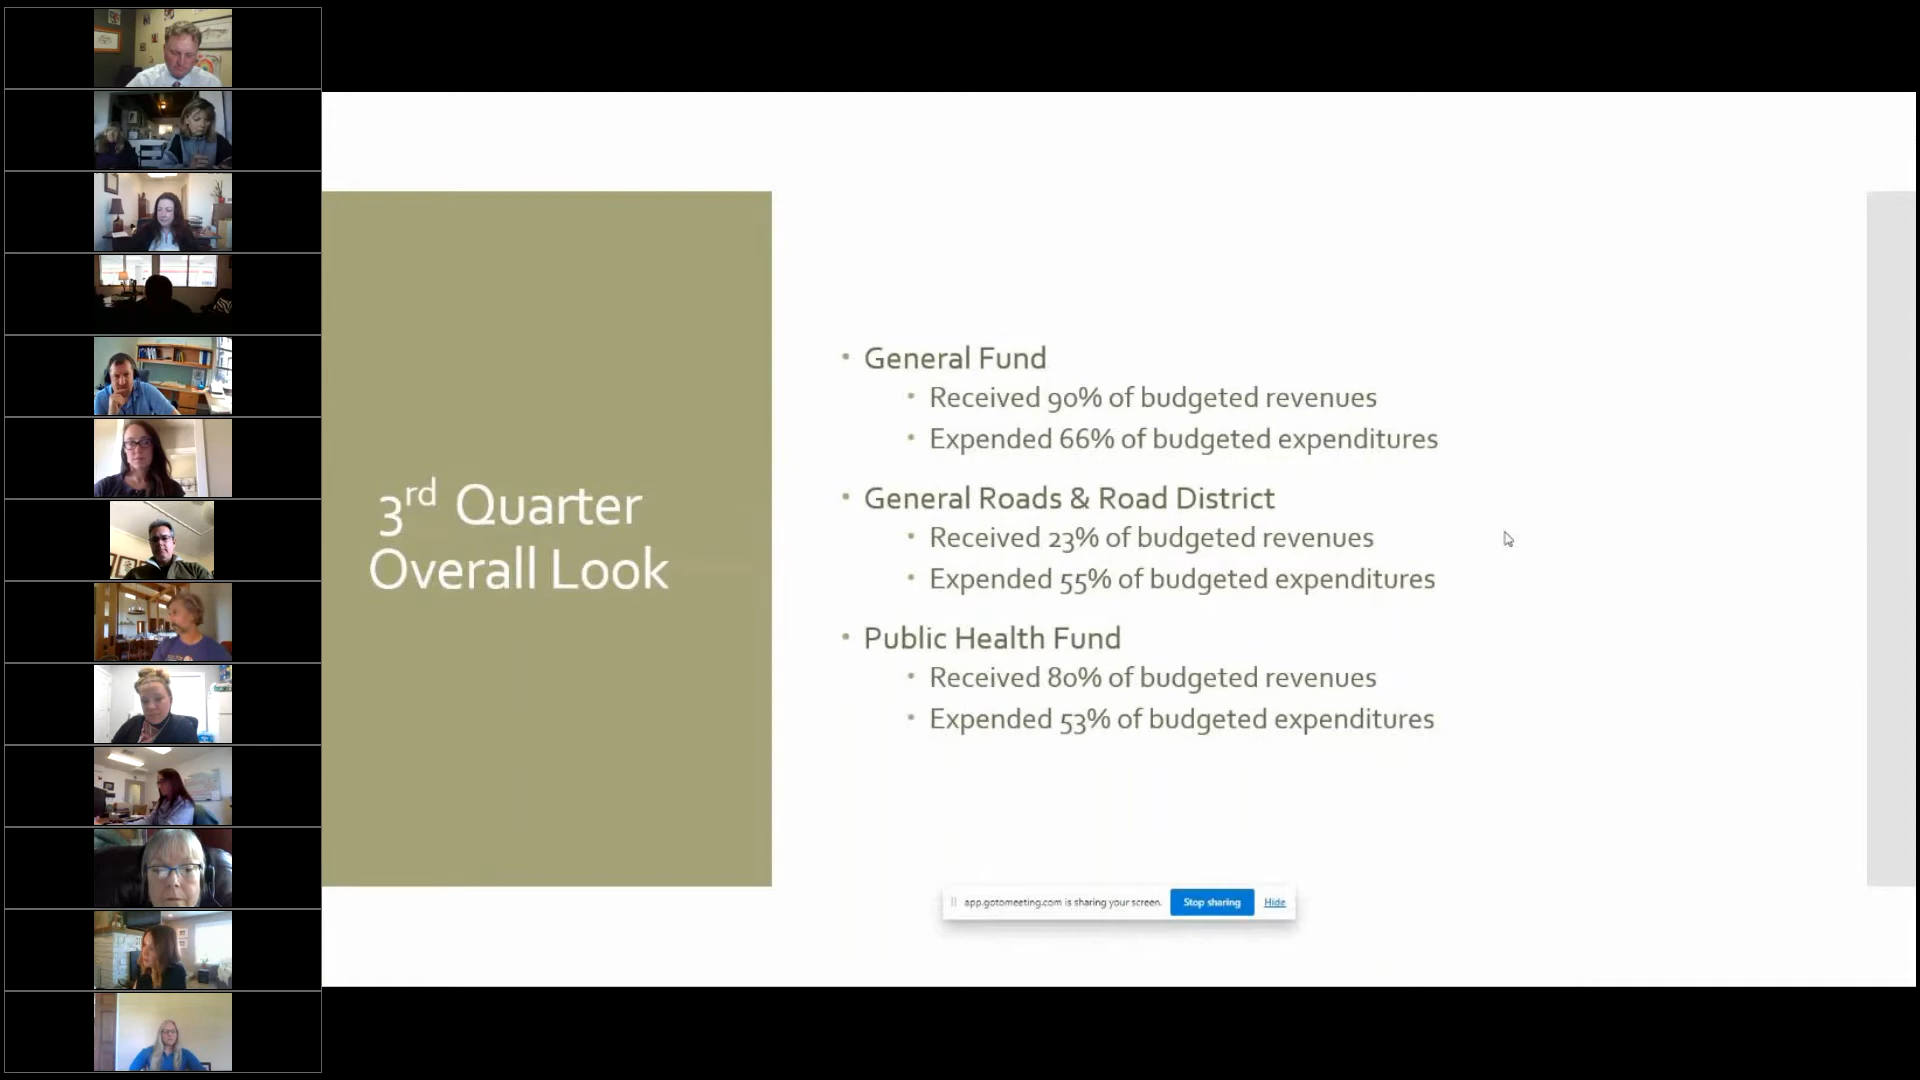 3rd Quarter
Overall Look
• General Fund
• Received 90% of budgeted revenues
• Expended 66% of budgeted expenditures
• General Roads & Road District
• Received 23% of budgeted revenues
• Expended 55% of budgeted expenditures
• Public Health Fund
• Received 80% of budgeted revenues
• Expended 53% of budgeted expenditures
app.gotomeeting.com is sharing your screen. Stop sharing Hide